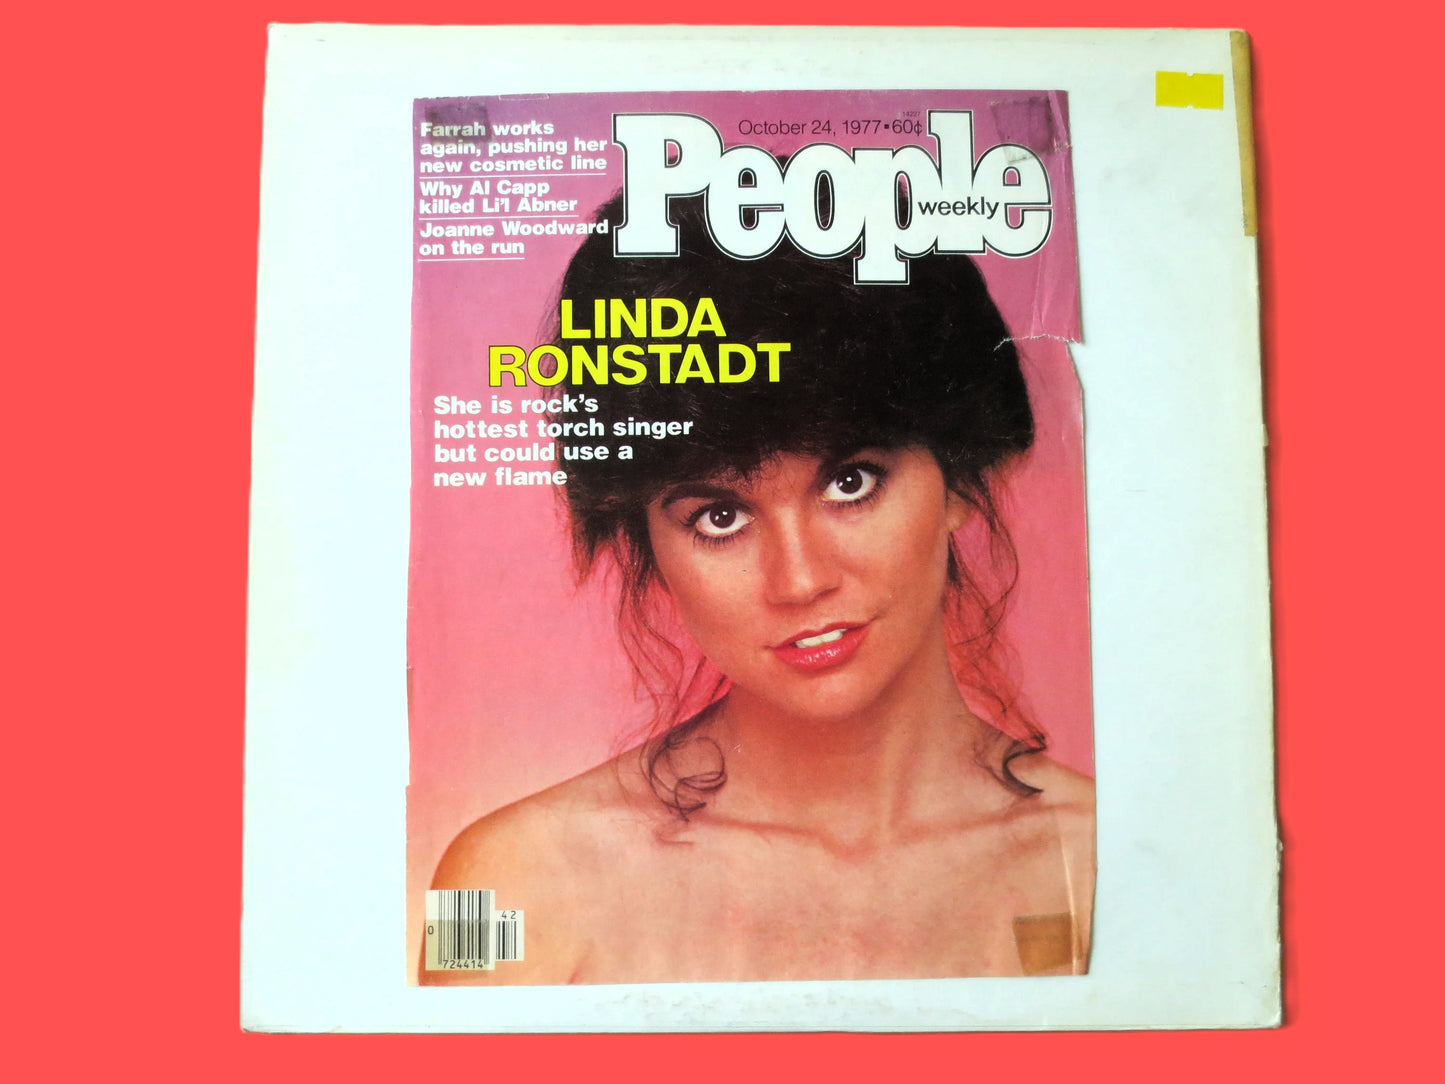 Farrah works
again, pushing her
new cosmetic line
Why Al Capp
killed Li'l Abner
Joanne Woodward
on the run
October 24, 1977▪60¢
People
weekly
LINDA
RONSTADT
She is rock's
hottest torch singer
but could use a
new flame
42
0
724414